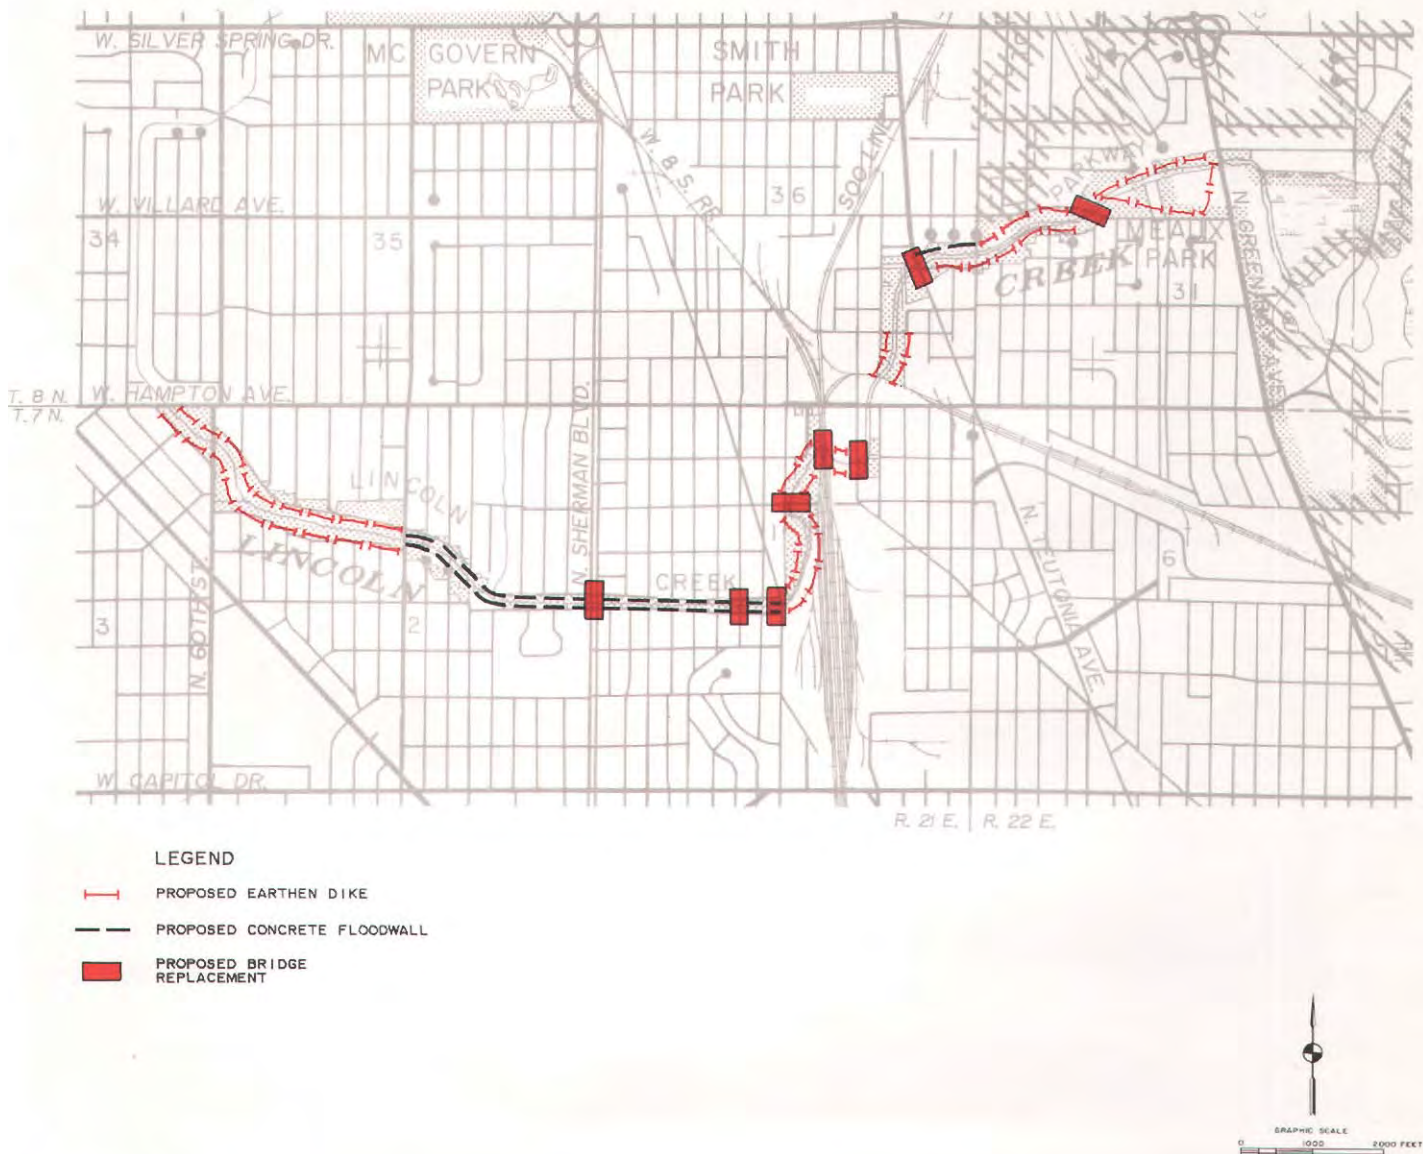 W. SILVER SPRING DR.
MC GOVERN
PARK
SMITH
PARK
W. B. S. RR.
SOO LINE
PARKWAY
36
W. VILLARD AVE.
34
35
MEAUX
PARK
CREEK
31
N. GREEN BAY AVE.
T. 8 N.
T. 7 N.
W. HAMPTON AVE.
N. SHERMAN BLVD.
LINCOLN
LINCOLN
CREEK
N. TEUTONIA AVE.
N. 60TH ST.
3
2
1
6
W. CAPITOL DR.
R. 21 E.
R. 22 E.
LEGEND
PROPOSED EARTHEN DIKE
PROPOSED CONCRETE FLOODWALL
PROPOSED BRIDGE
REPLACEMENT
GRAPHIC SCALE
0 1000 2000 FEET